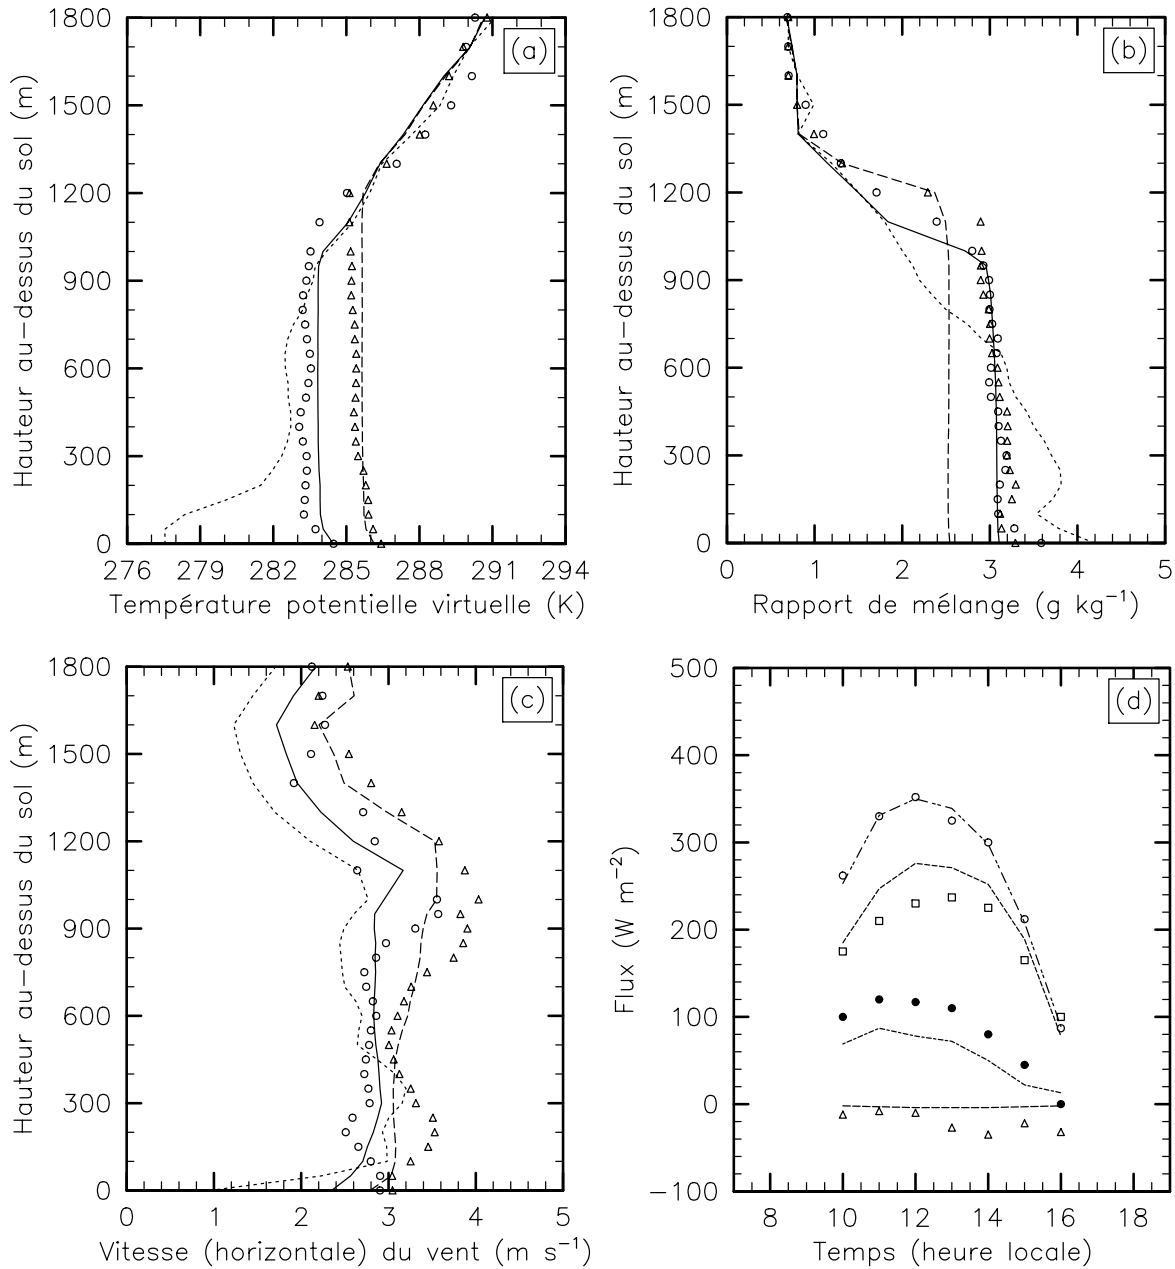 (a)
Hauteur au-dessus du sol (m)
1800
1500
1200
900
600
300
0
276 279 282 285 288 291 294
Température potentielle virtuelle (K)
(b)
Hauteur au-dessus du sol (m)
1800
1500
1200
900
600
300
0
0 1 2 3 4 5
Rapport de mélange (g kg⁻¹)
(c)
Hauteur au-dessus du sol (m)
1800
1500
1200
900
600
300
0
0 1 2 3 4 5
Vitesse (horizontale) du vent (m s⁻¹)
(d)
Flux (W m⁻²)
500
400
300
200
100
0
−100
8 10 12 14 16 18
Temps (heure locale)